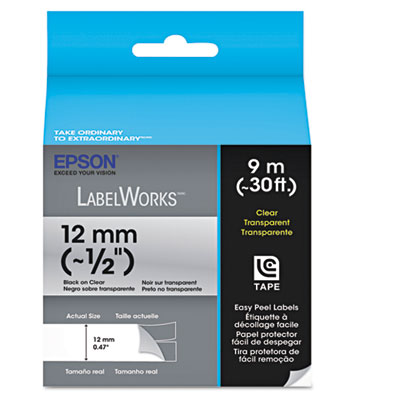 TAKE ORDINARY
TO EXTRAORDINARY
EPSON
EXCEED YOUR VISION
LABELWORKS
12 mm
(~1/2")
Black on Clear
Noir sur transparent
Negro sobre transparente
Preto no transparente
Actual Size
Taille actuelle
12 mm
0.47"
Tamaño real
Tamanho real
9 m
(~30 ft.)
Clear
Transparent
Transparente
LC
TAPE
Easy Peel Labels
Étiquette à
décollage facile
Papel protector
fácil de despegar
Tira protetora de
fácil remoção